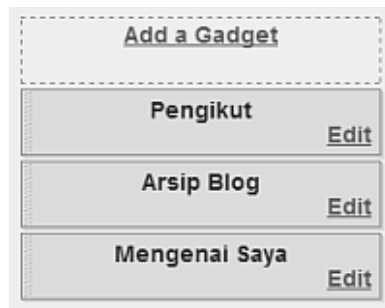 Add a Gadget
Pengikut
Edit
Arsip Blog
Edit
Mengenai Saya
Edit